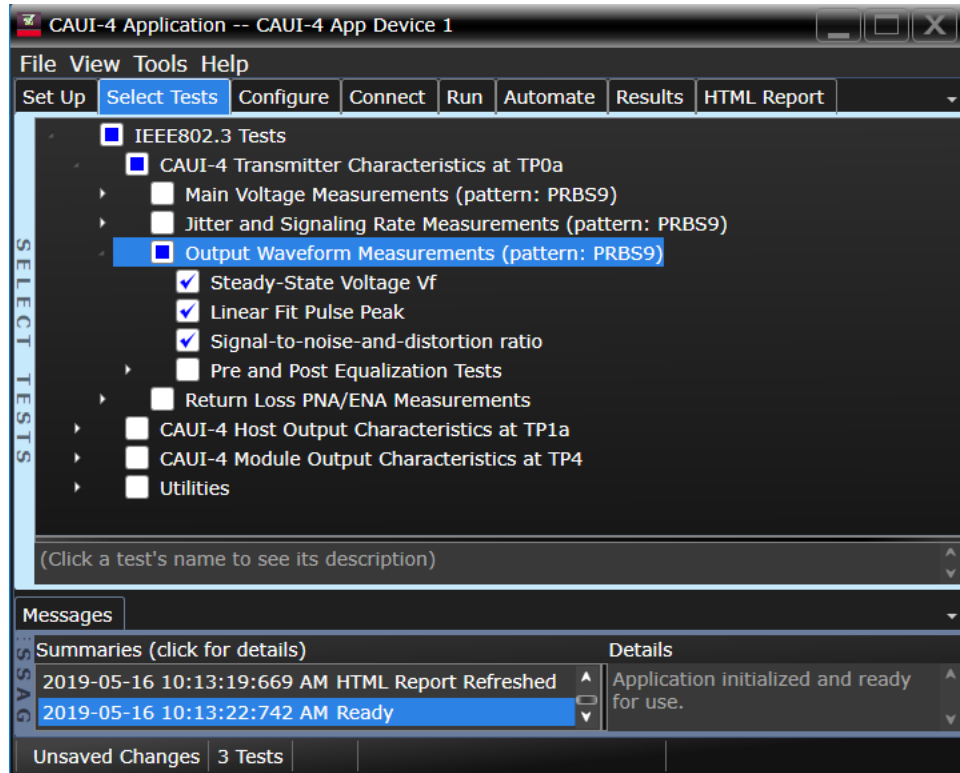 CAUI-4 Application -- CAUI-4 App Device 1
File View Tools Help
Set Up Select Tests Configure Connect Run Automate Results HTML Report
SELECT TESTS
IEEE802.3 Tests
CAUI-4 Transmitter Characteristics at TP0a
Main Voltage Measurements (pattern: PRBS9)
Jitter and Signaling Rate Measurements (pattern: PRBS9)
Output Waveform Measurements (pattern: PRBS9)
Steady-State Voltage Vf
Linear Fit Pulse Peak
Signal-to-noise-and-distortion ratio
Pre and Post Equalization Tests
Return Loss PNA/ENA Measurements
CAUI-4 Host Output Characteristics at TP1a
CAUI-4 Module Output Characteristics at TP4
Utilities
(Click a test's name to see its description)
Messages
Summaries (click for details) Details
2019-05-16 10:13:19:669 AM HTML Report Refreshed
2019-05-16 10:13:22:742 AM Ready
Application initialized and ready
for use.
Unsaved Changes 3 Tests